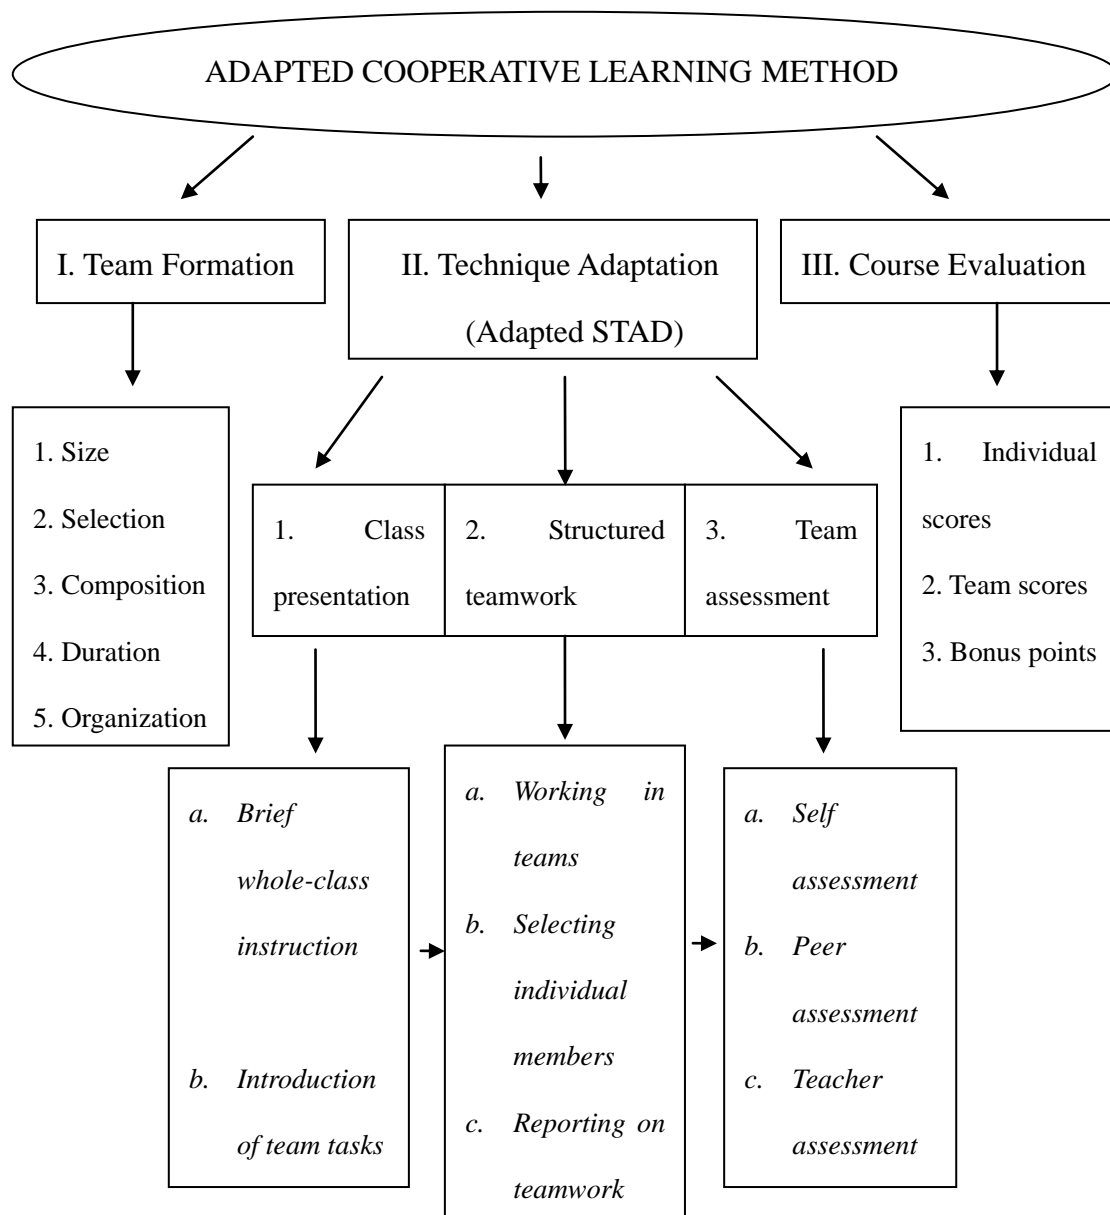 ADAPTED COOPERATIVE LEARNING METHOD
I. Team Formation
II. Technique Adaptation
(Adapted STAD)
III. Course Evaluation
1. Size
2. Selection
3. Composition
4. Duration
5. Organization
1. Class
presentation
2. Structured
teamwork
3. Team
assessment
1. Individual
scores
2. Team scores
3. Bonus points
a. Brief
whole-class
instruction
b. Introduction
of team tasks
a. Working in
teams
b. Selecting
individual
members
c. Reporting on
teamwork
a. Self
assessment
b. Peer
assessment
c. Teacher
assessment